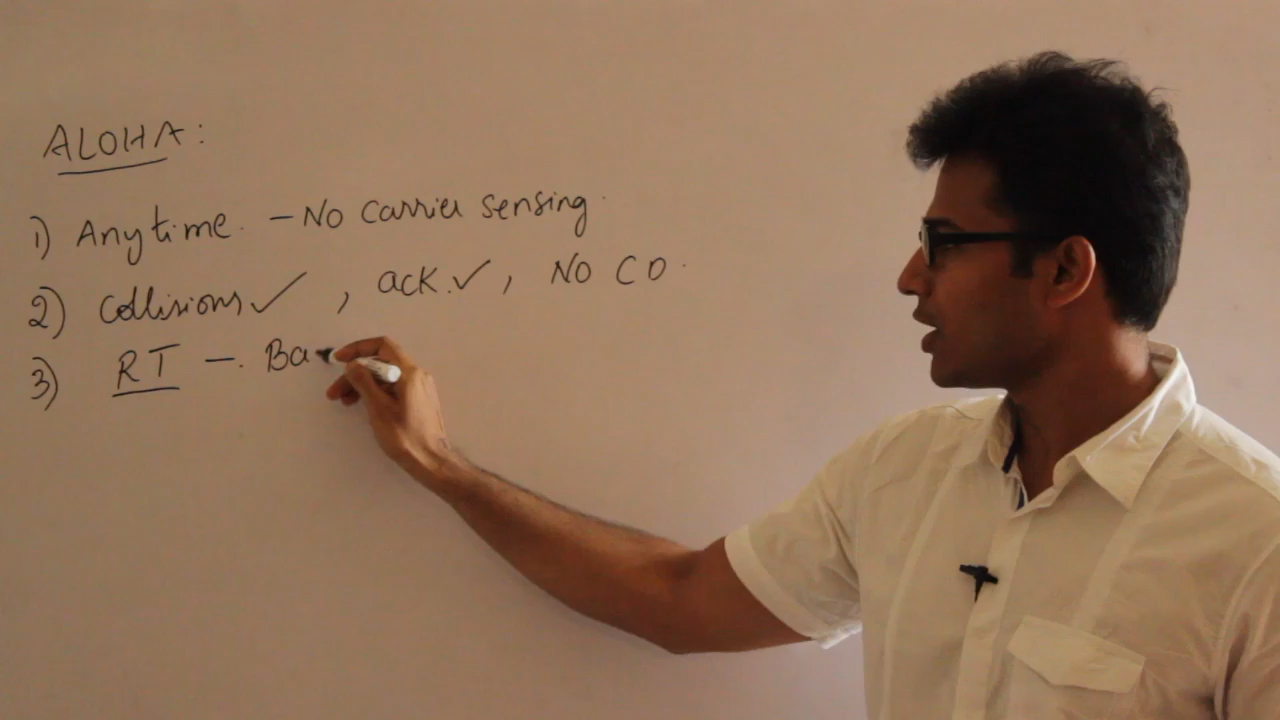 ALOHA:
1) Anytime. - No Carrier sensing.
2) Collisions ✓ , ack. ✓ , NO CD.
3) RT -. Ba